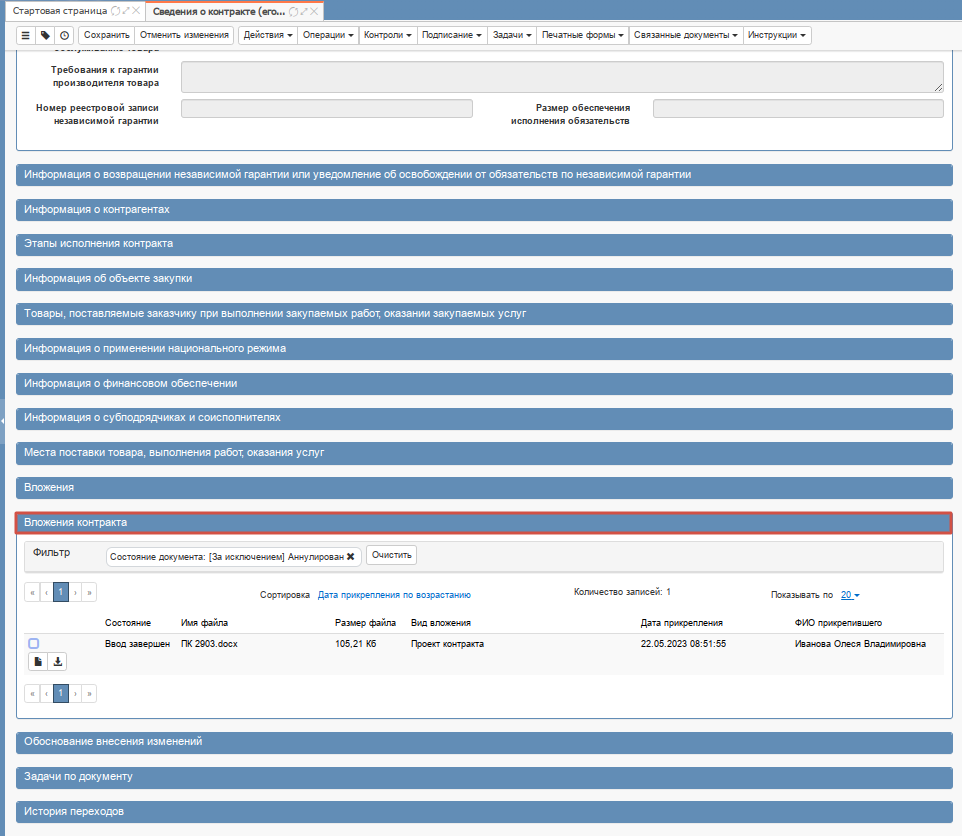 Стартовая страница
Сведения о контракте (его...
Сохранить Отменить изменения Действия Операции Контроли Подписание Задачи Печатные формы Связанные документы Инструкции
Требования к гарантии
производителя товара
Номер реестровой записи
независимой гарантии
Размер обеспечения
исполнения обязательств
Информация о возвращении независимой гарантии или уведомление об освобождении от обязательств по независимой гарантии
Информация о контрагентах
Этапы исполнения контракта
Информация об объекте закупки
Товары, поставляемые заказчику при выполнении закупаемых работ, оказании закупаемых услуг
Информация о применении национального режима
Информация о финансовом обеспечении
Информация о субподрядчиках и соисполнителях
Места поставки товара, выполнения работ, оказания услуг
Вложения
Вложения контракта
Фильтр Состояние документа: [За исключением] Аннулирован ✖ Очистить
« ‹ 1 › » Сортировка Дата прикрепления по возрастанию Количество записей: 1 Показывать по 20
Состояние Имя файла Размер файла Вид вложения Дата прикрепления ФИО прикрепившего
Ввод завершен ПК 2903.docx 105,21 Кб Проект контракта 22.05.2023 08:51:55 Иванова Олеся Владимировна
« ‹ 1 › »
Обоснование внесения изменений
Задачи по документу
История переходов